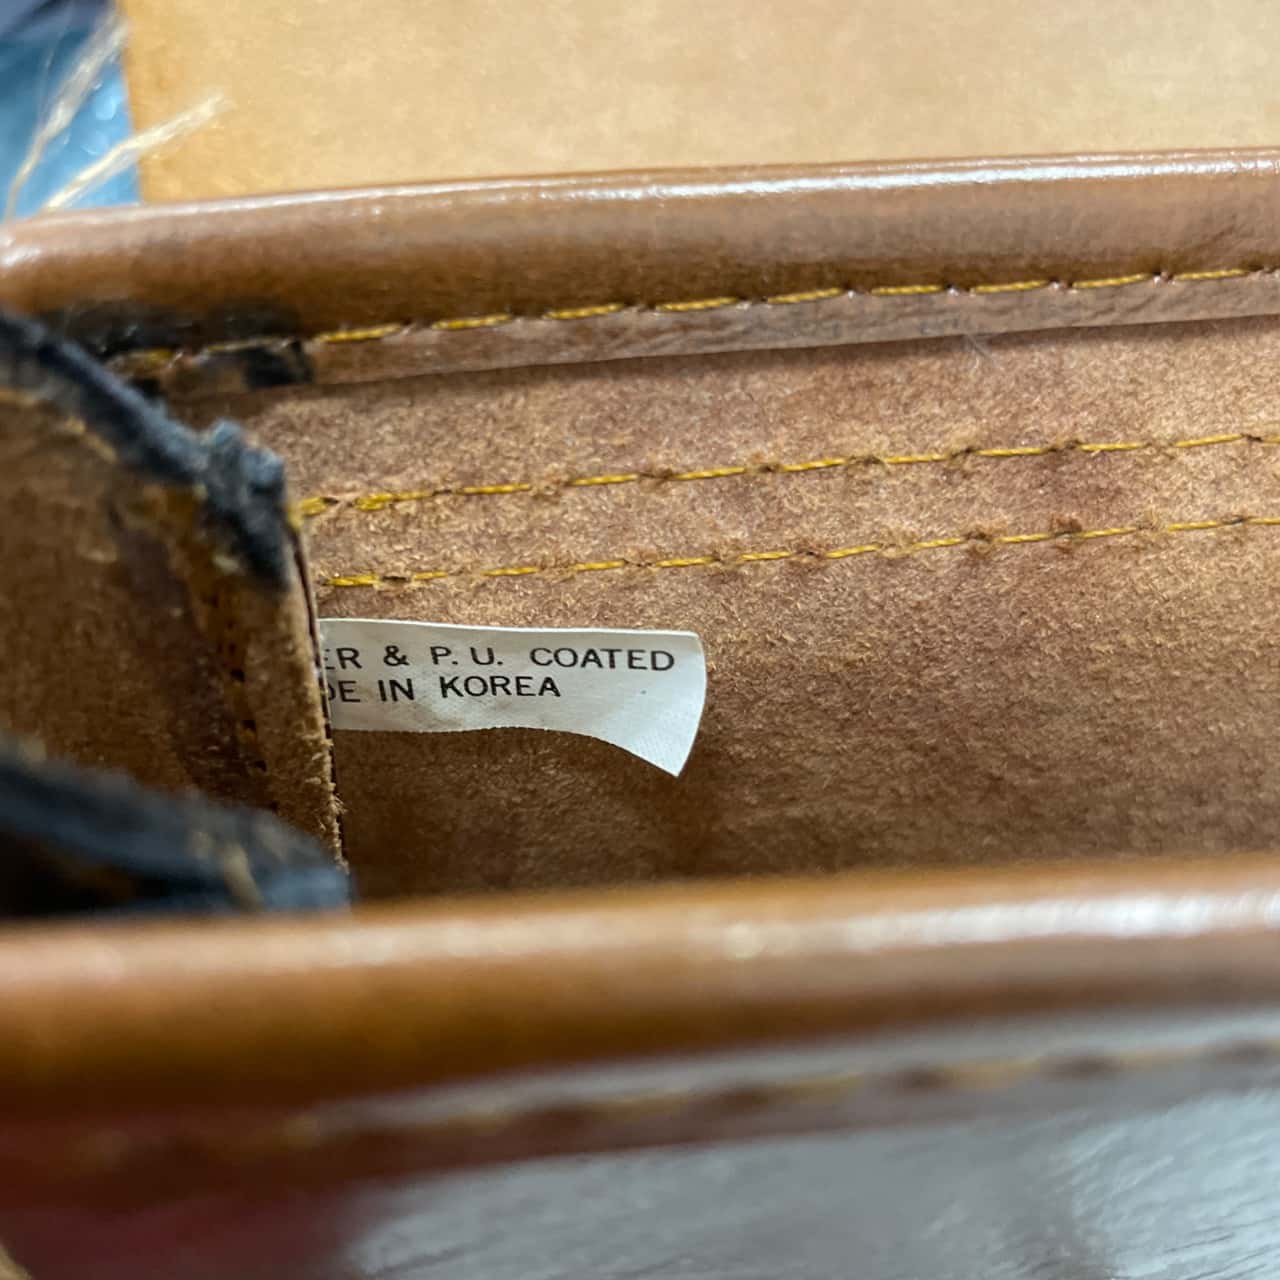 ER & P. U. COATED
DE IN KOREA